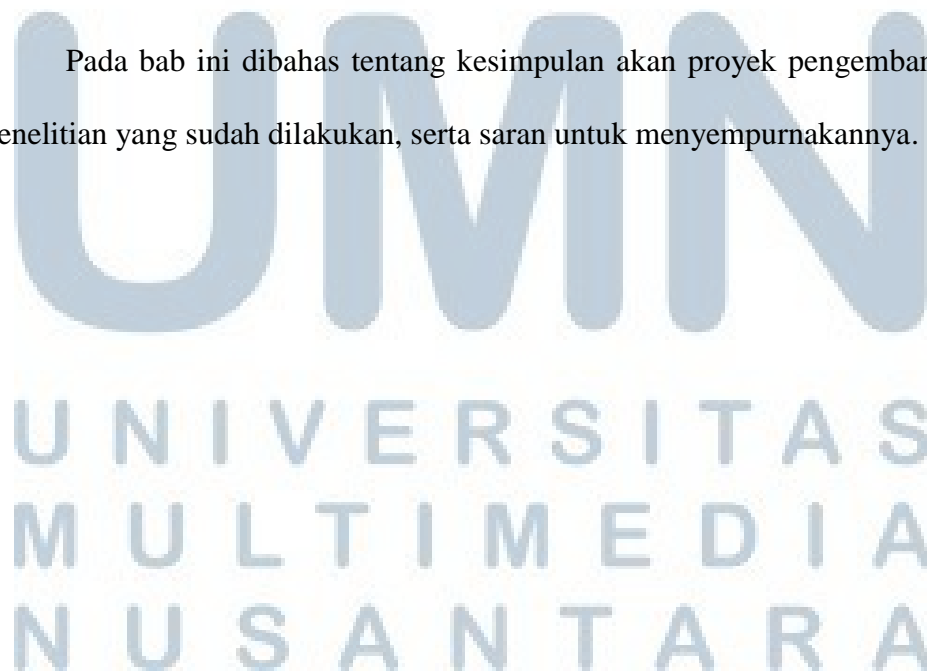 Pada bab ini dibahas tentang kesimpulan akan proyek pengembar
enelitian yang sudah dilakukan, serta saran untuk menyempurnakannya.
UMN
UNIVERSITAS
MULTIMEDIA
NUSANTARA